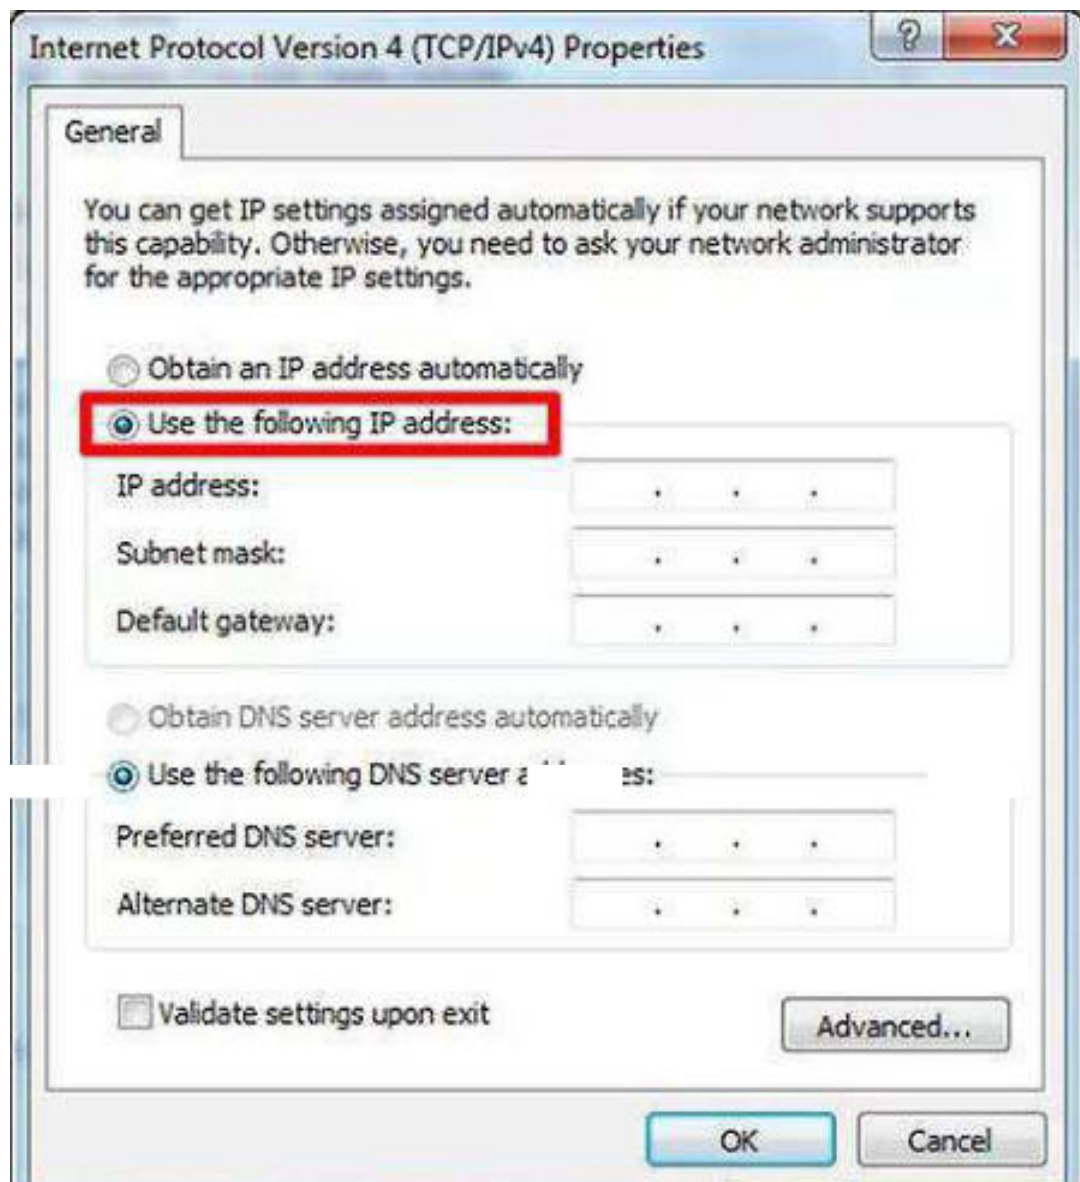 Internet Protocol Version 4 (TCP/IPv4) Properties
General
You can get IP settings assigned automatically if your network supports
this capability. Otherwise, you need to ask your network administrator
for the appropriate IP settings.
Obtain an IP address automatically
Use the following IP address:
IP address: . . .
Subnet mask: . . .
Default gateway: . . .
Obtain DNS server address automatically
Use the following DNS server
Preferred DNS server: . . .
Alternate DNS server: . . .
Validate settings upon exit
Advanced...
OK Cancel